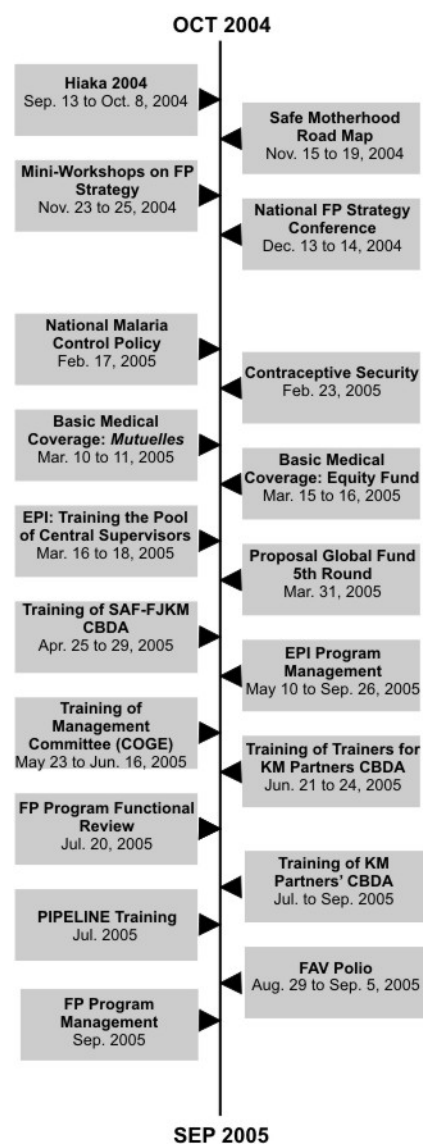 OCT 2004
Hiaka 2004
Sep. 13 to Oct. 8, 2004
Safe Motherhood
Road Map
Nov. 15 to 19, 2004
Mini-Workshops on FP
Strategy
Nov. 23 to 25, 2004
National FP Strategy
Conference
Dec. 13 to 14, 2004
National Malaria
Control Policy
Feb. 17, 2005
Contraceptive Security
Feb. 23, 2005
Basic Medical
Coverage: Mutuelles
Mar. 10 to 11, 2005
Basic Medical
Coverage: Equity Fund
Mar. 15 to 16, 2005
EPI: Training the Pool
of Central Supervisors
Mar. 16 to 18, 2005
Proposal Global Fund
5th Round
Mar. 31, 2005
Training of SAF-FJKM
CBDA
Apr. 25 to 29, 2005
EPI Program
Management
May 10 to Sep. 26, 2005
Training of
Management
Committee (COGE)
May 23 to Jun. 16, 2005
Training of Trainers for
KM Partners CBDA
Jun. 21 to 24, 2005
FP Program Functional
Review
Jul. 20, 2005
Training of KM
Partners' CBDA
Jul. to Sep. 2005
PIPELINE Training
Jul. 2005
FAV Polio
Aug. 29 to Sep. 5, 2005
FP Program
Management
Sep. 2005
SEP 2005